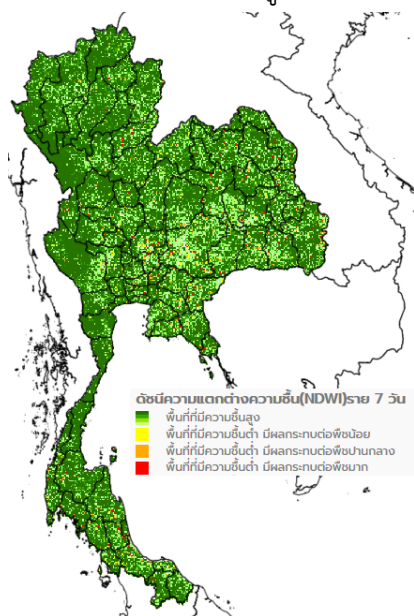 ดัชนีความแตกต่างความชื้น(NDWI)ราย 7 วัน
พื้นที่ที่มีความชื้นสูง
พื้นที่ที่มีความชื้นต่ำ มีผลกระทบต่อพืชน้อย
พื้นที่ที่มีความชื้นต่ำ มีผลกระทบต่อพืชปานกลาง
พื้นที่ที่มีความชื้นต่ำ มีผลกระทบต่อพืชมาก